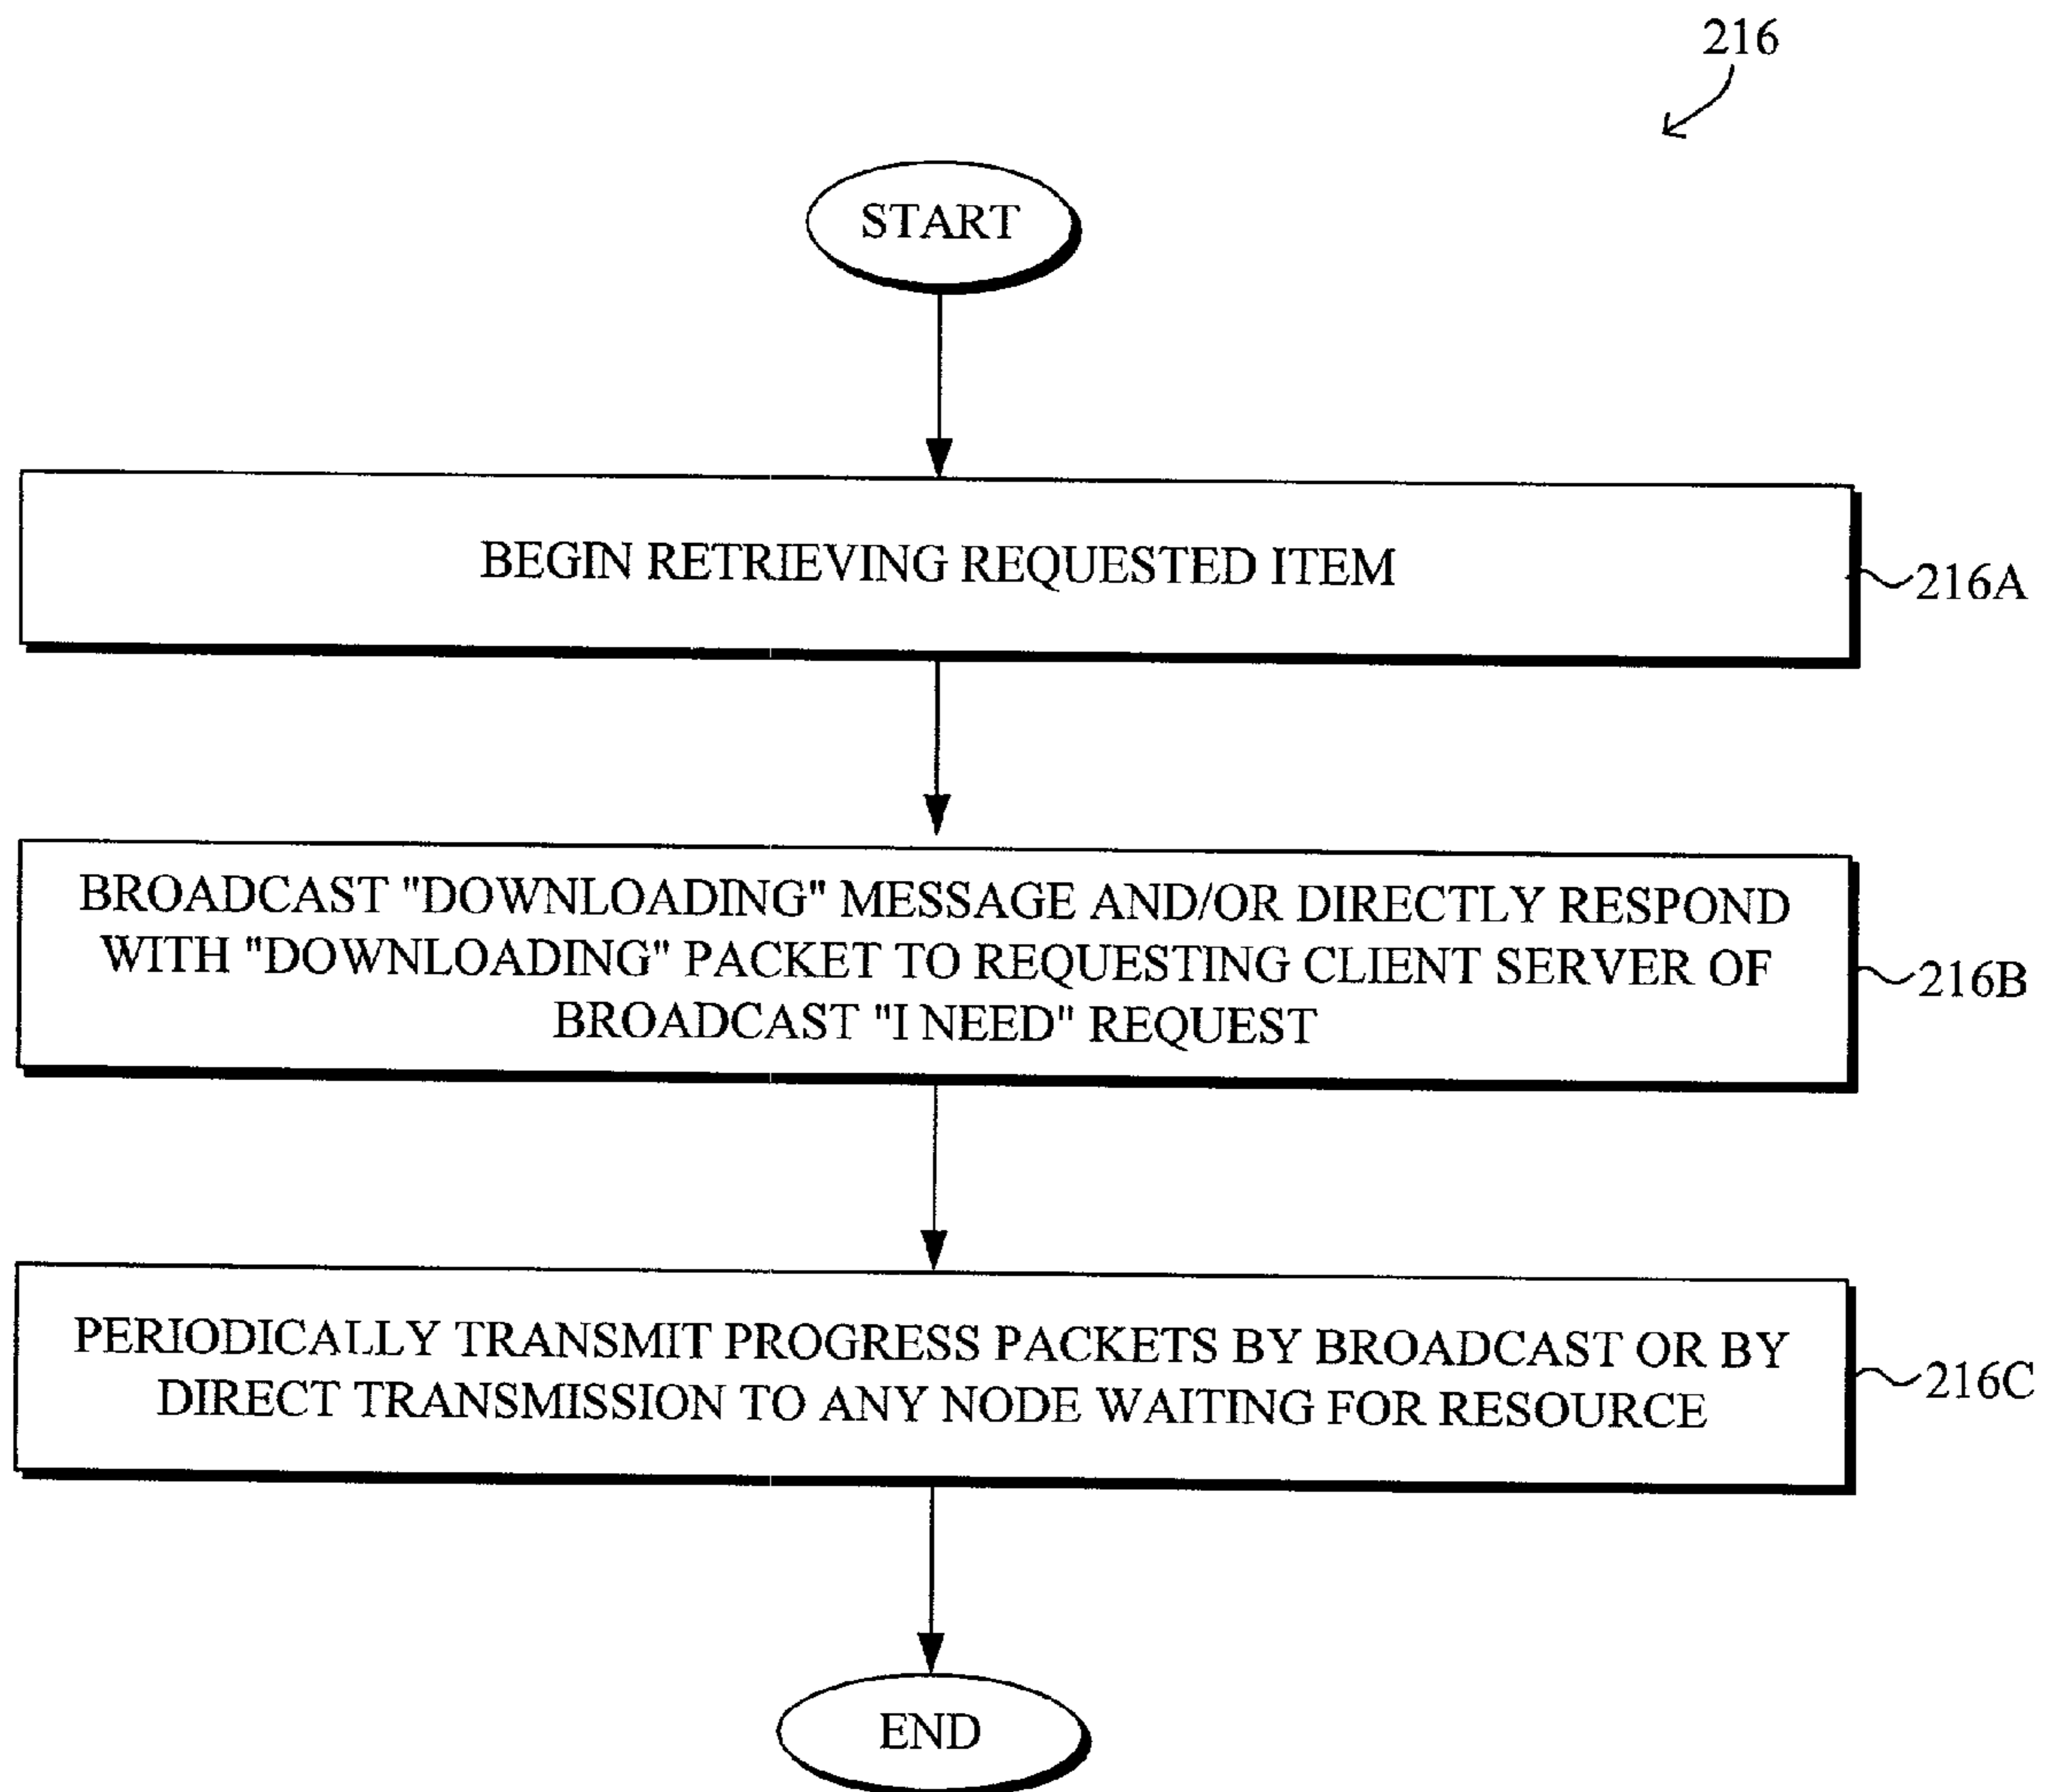 216
START
BEGIN RETRIEVING REQUESTED ITEM
216A
BROADCAST "DOWNLOADING" MESSAGE AND/OR DIRECTLY RESPOND
WITH "DOWNLOADING" PACKET TO REQUESTING CLIENT SERVER OF
BROADCAST "I NEED" REQUEST
216B
PERIODICALLY TRANSMIT PROGRESS PACKETS BY BROADCAST OR BY
DIRECT TRANSMISSION TO ANY NODE WAITING FOR RESOURCE
216C
END